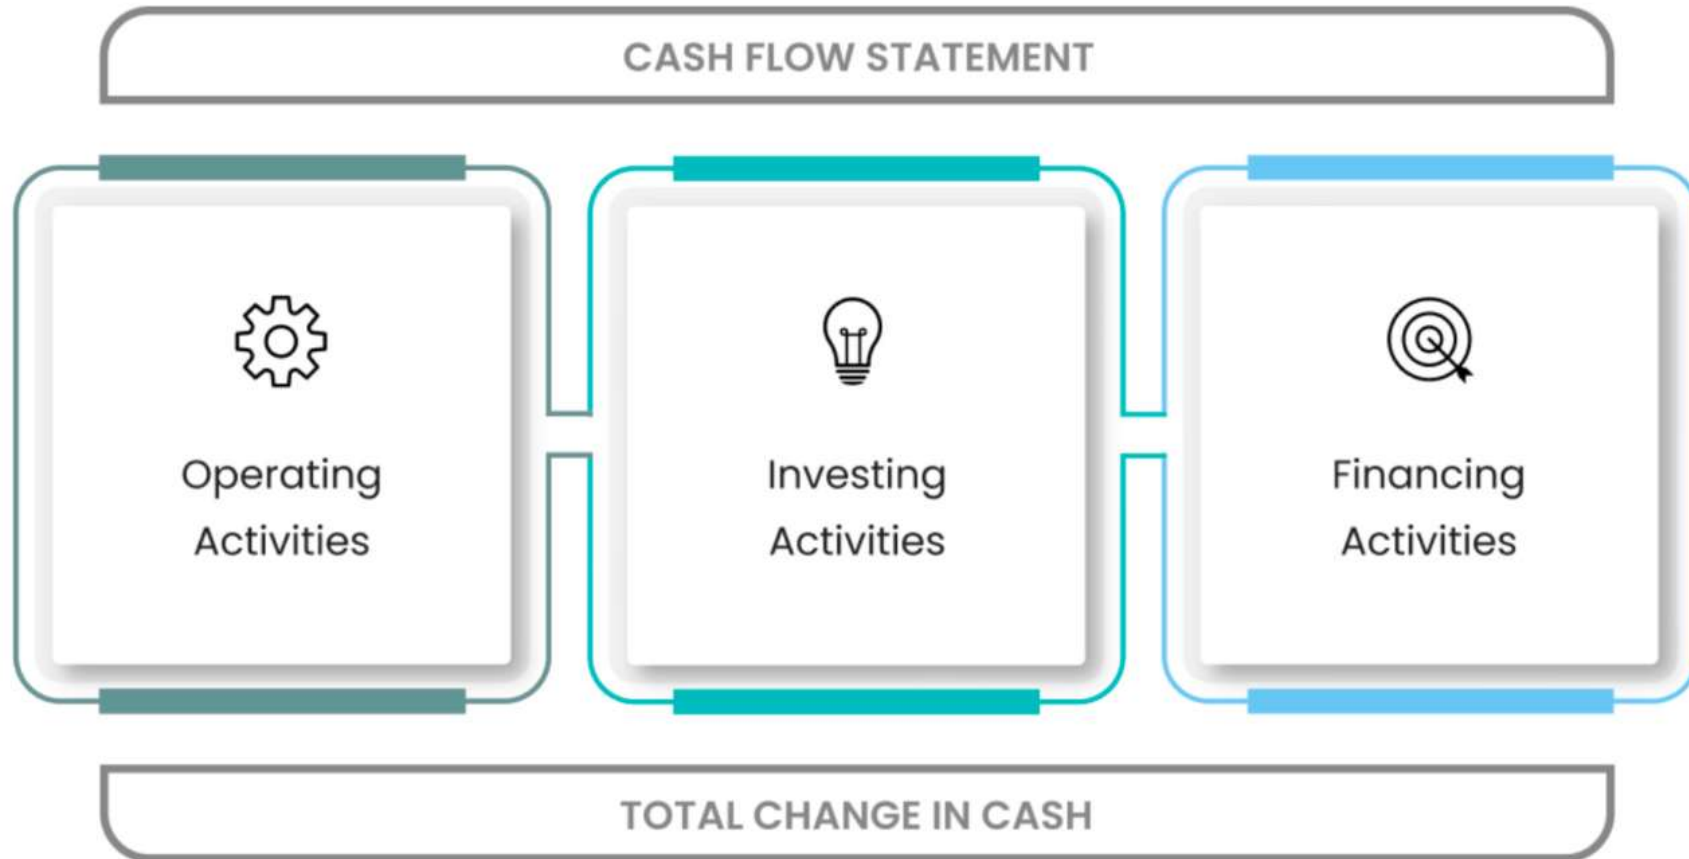 CASH FLOW STATEMENT
Operating
Activities
Investing
Activities
Financing
Activities
TOTAL CHANGE IN CASH